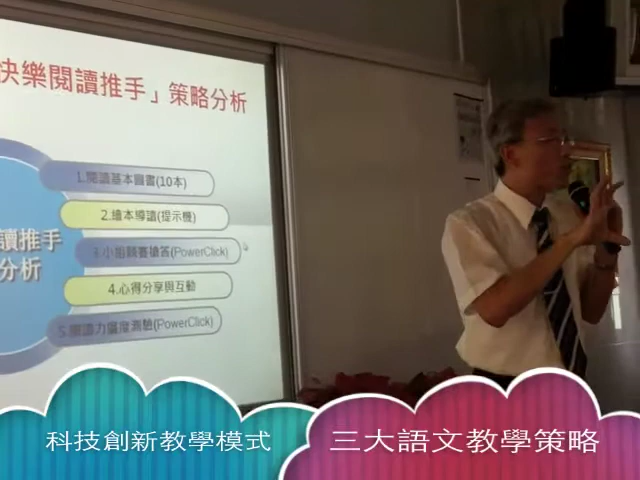 快樂閱讀推手」策略分析
1.閱讀基本圖書(10本)
2.繪本導讀(提示機)
讀推手
3.小組競賽搶答(PowerClick)
分析
4.心得分享與互動
5.閱讀力靈敏測驗(PowerClick)
科技創新教學模式
三大語文教學策略